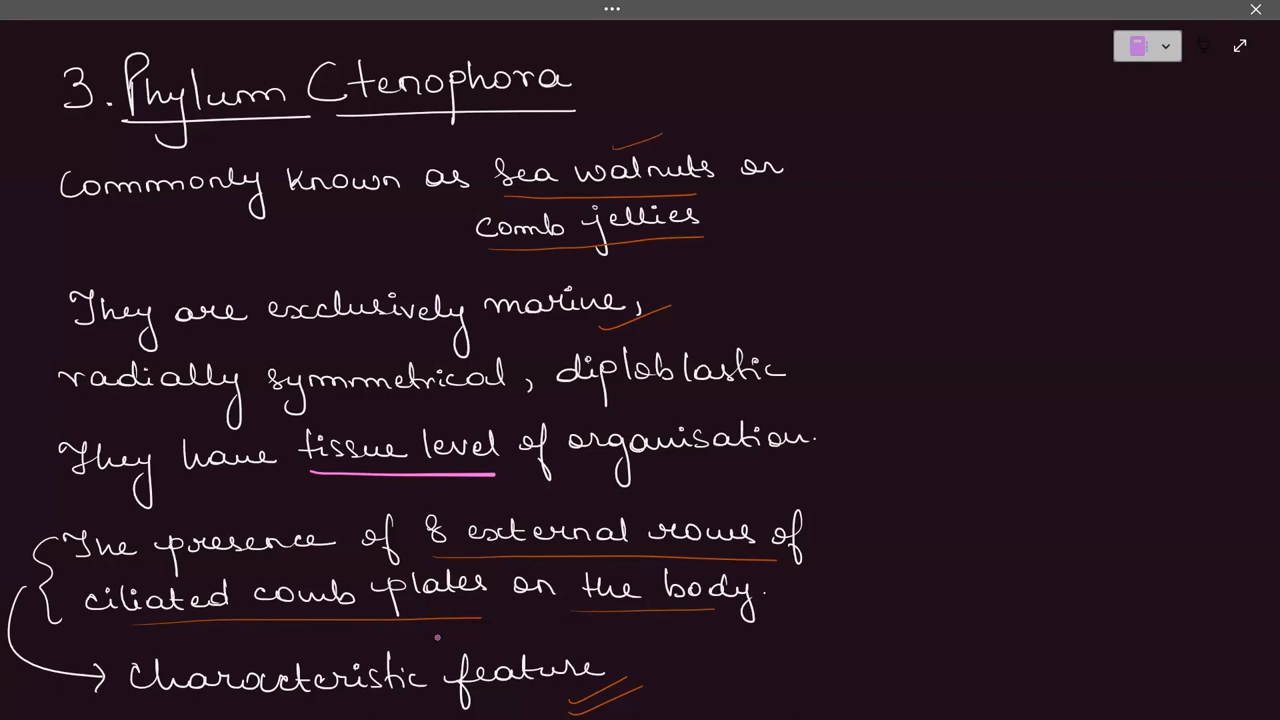 3. Phylum Ctenophora
Commonly known as sea walnuts or
comb jellies
They are exclusively marine,
radially symmetrical, diploblastic
They have tissue level of organisation.
The presence of 8 external rows of
ciliated comb plates on the body.
→ Characteristic feature